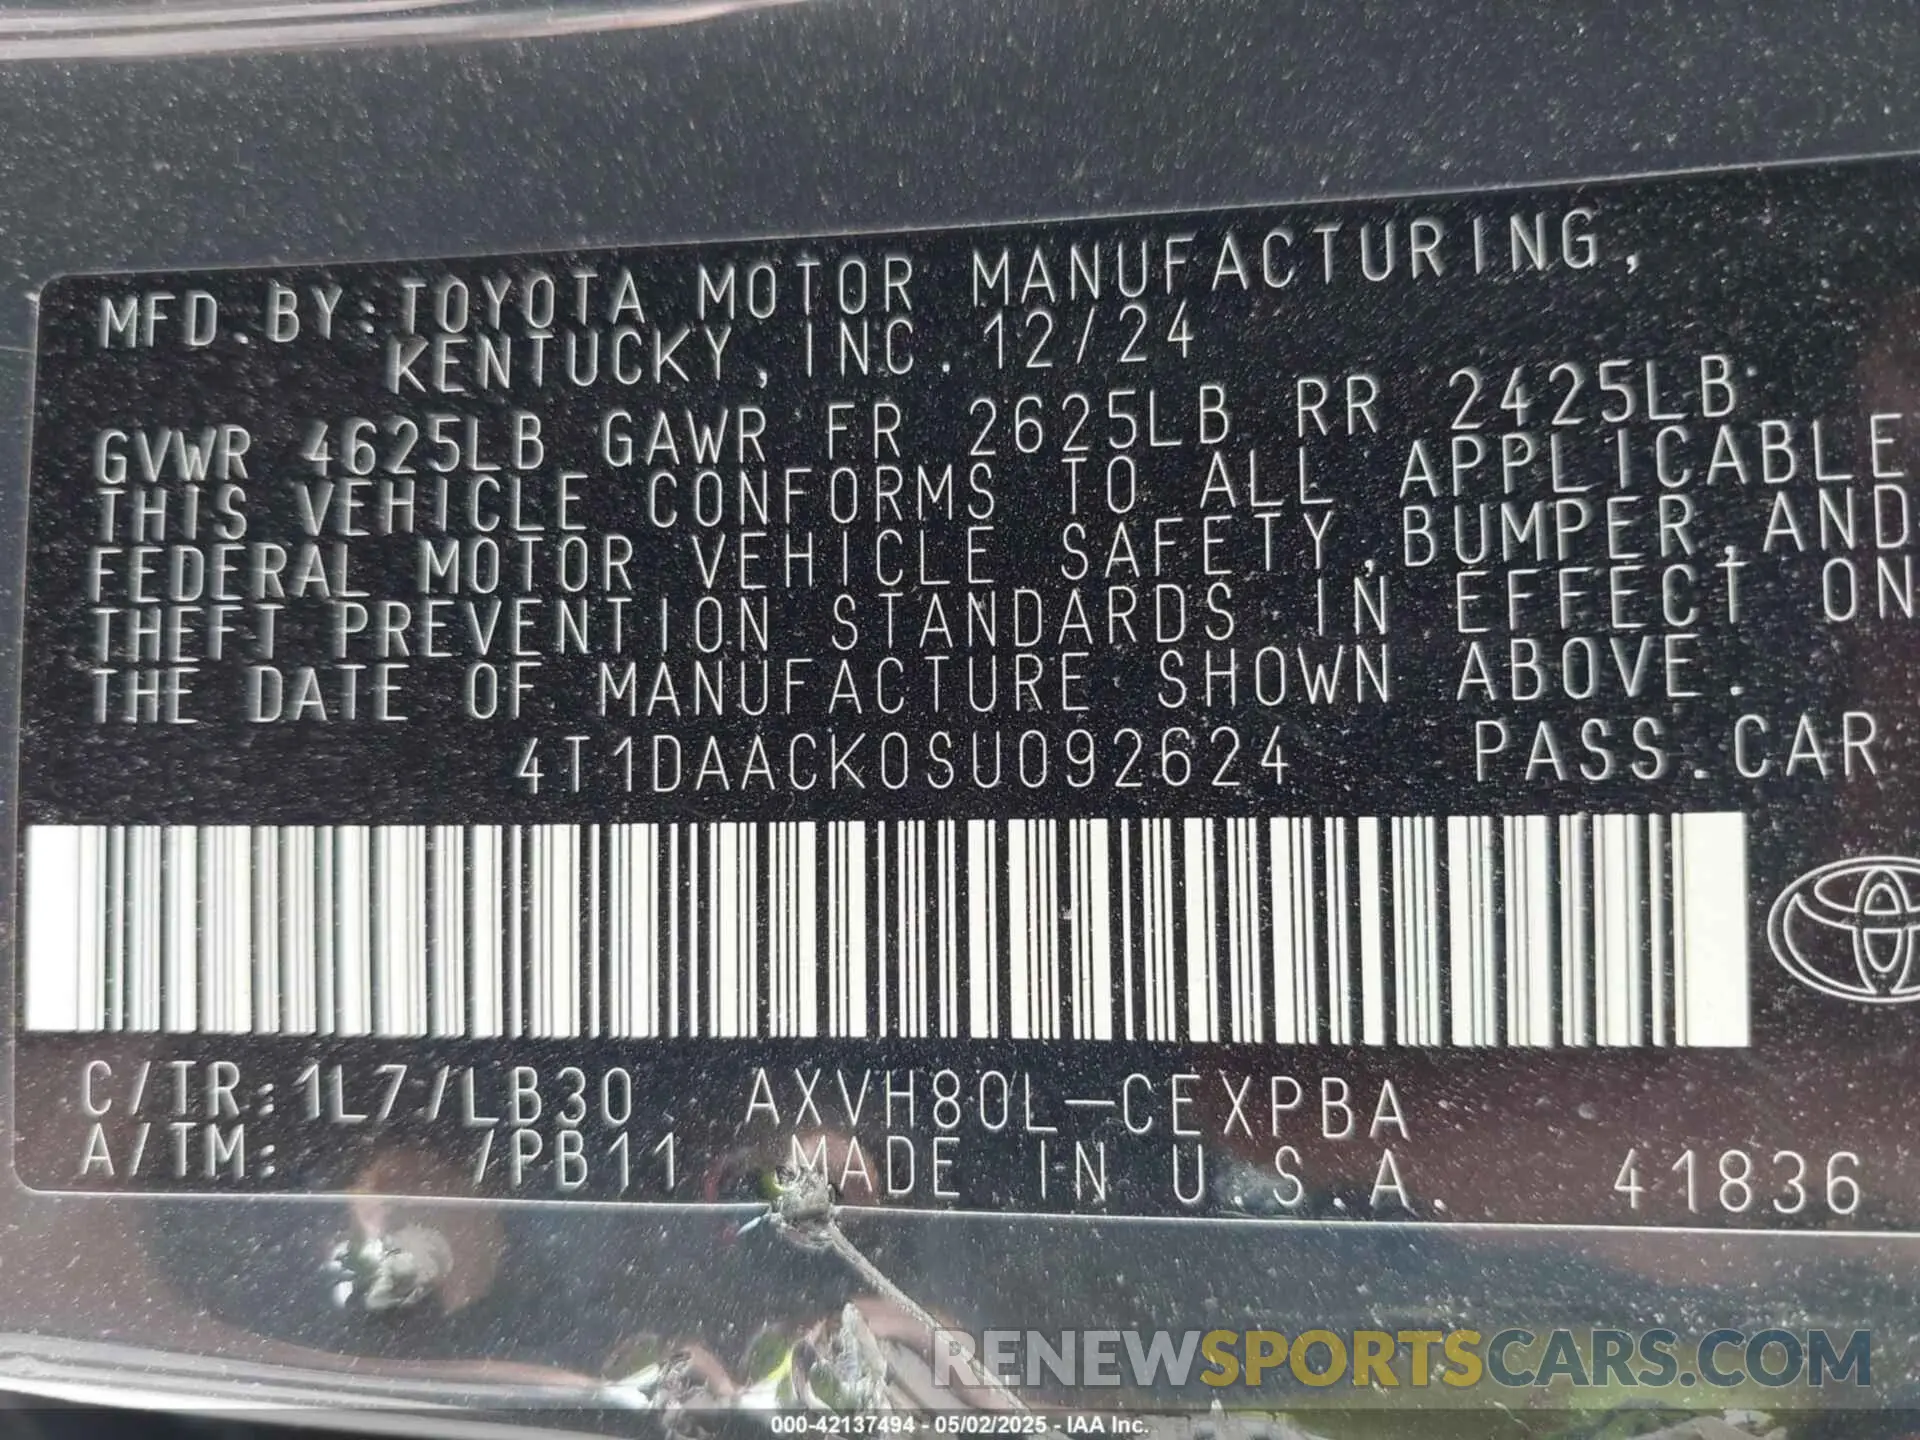 MFD.BY:TOYOTA MOTOR MANUFACTURING,
KENTUCKY, INC. 12/24
GVWR 4625LB GAWR FR 2625LB RR 2425LB
THIS VEHICLE CONFORMS TO ALL APPLICABLE
FEDERAL MOTOR VEHICLE SAFETY,BUMPER,AND
THEFT PREVENTION STANDARDS IN EFFECT ON
THE DATE OF MANUFACTURE SHOWN ABOVE.
4T1DAACK0SU092624 PASS.CAR
C/TR:1L7/LB30 AXVH80L-CEXPBA
A/TM: /PB11 MADE IN U.S.A. 41836
RENEWSPORTSCARS.COM
000-42137494 - 05/02/2025 - IAA Inc.